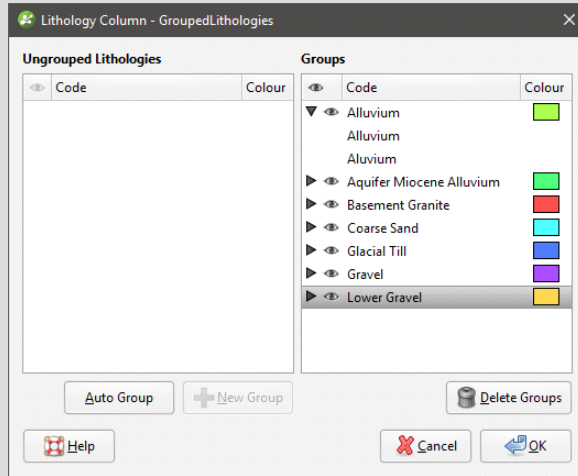 Lithology Column - GroupedLithologies
Ungrouped Lithologies
Code Colour
Groups
Code Colour
Alluvium
Alluvium
Aluvium
Aquifer Miocene Alluvium
Basement Granite
Coarse Sand
Glacial Till
Gravel
Lower Gravel
Auto Group
New Group
Delete Groups
Help
Cancel
OK